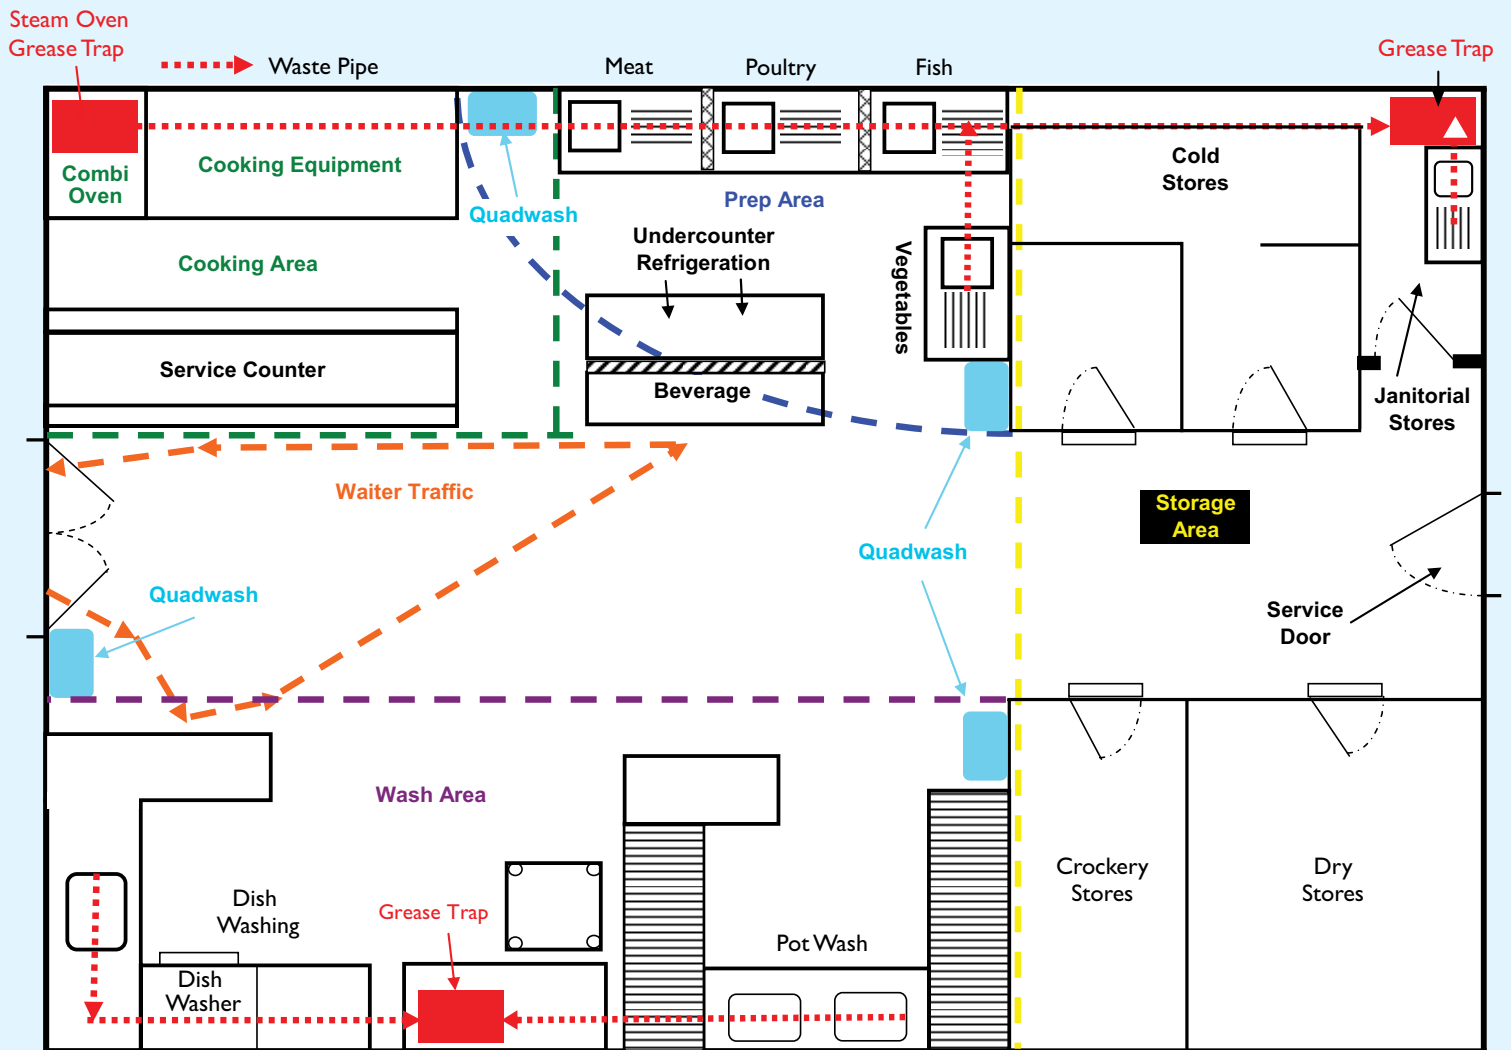 Steam Oven
Grease Trap
Waste Pipe
Meat
Poultry
Fish
Grease Trap
Combi
Oven
Cooking Equipment
Quadwash
Prep Area
Cold
Stores
Cooking Area
Undercounter
Refrigeration
Vegetables
Service Counter
Beverage
Janitorial
Stores
Waiter Traffic
Storage
Area
Quadwash
Quadwash
Service
Door
Wash Area
Crockery
Stores
Dry
Stores
Dish
Washing
Grease Trap
Pot Wash
Dish
Washer